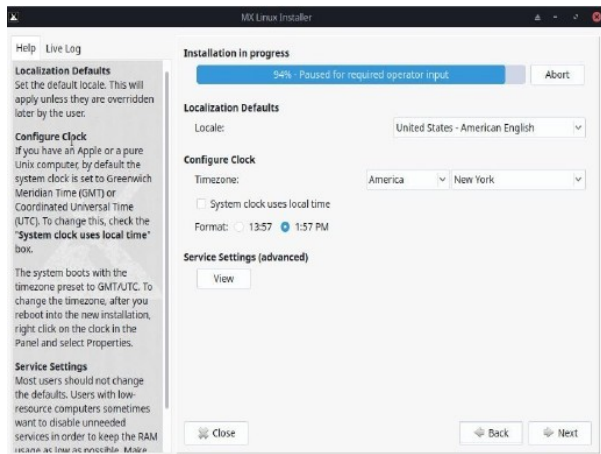 MX Linux Installer
Help Live Log
Localization Defaults
Set the default locale. This will
apply unless they are overridden
later by the user.
Configure Clock
If you have an Apple or a pure
Unix computer, by default the
system clock is set to Greenwich
Meridian Time (GMT) or
Coordinated Universal Time
(UTC). To change this, check the
"System clock uses local time"
box.
The system boots with the
timezone preset to GMT/UTC. To
change the timezone, after you
reboot into the new installation,
right click on the clock in the
Panel and select Properties.
Service Settings
Most users should not change
the defaults. Users with low-
resource computers sometimes
want to disable unneeded
services in order to keep the RAM
usage as low as possible. Make
Installation in progress
94% - Paused for required operator input
Abort
Localization Defaults
Locale: United States - American English
Configure Clock
Timezone: America New York
System clock uses local time
Format: 13:57 1:57 PM
Service Settings (advanced)
View
Close Back Next